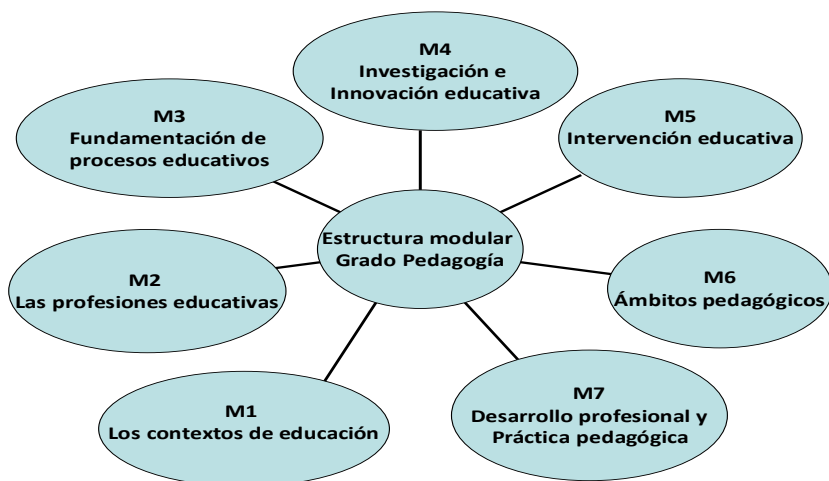 M4
Investigación e
Innovación educativa
M3
Fundamentación de
procesos educativos
M5
Intervención educativa
Estructura modular
Grado Pedagogía
M2
Las profesiones educativas
M6
Ámbitos pedagógicos
M1
Los contextos de educación
M7
Desarrollo profesional y
Práctica pedagógica